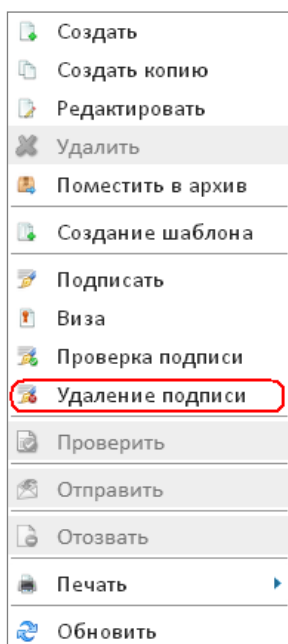 Создать
Создать копию
Редактировать
Удалить
Поместить в архив
Создание шаблона
Подписать
Виза
Проверка подписи
Удаление подписи
Проверить
Отправить
Отозвать
Печать
Обновить